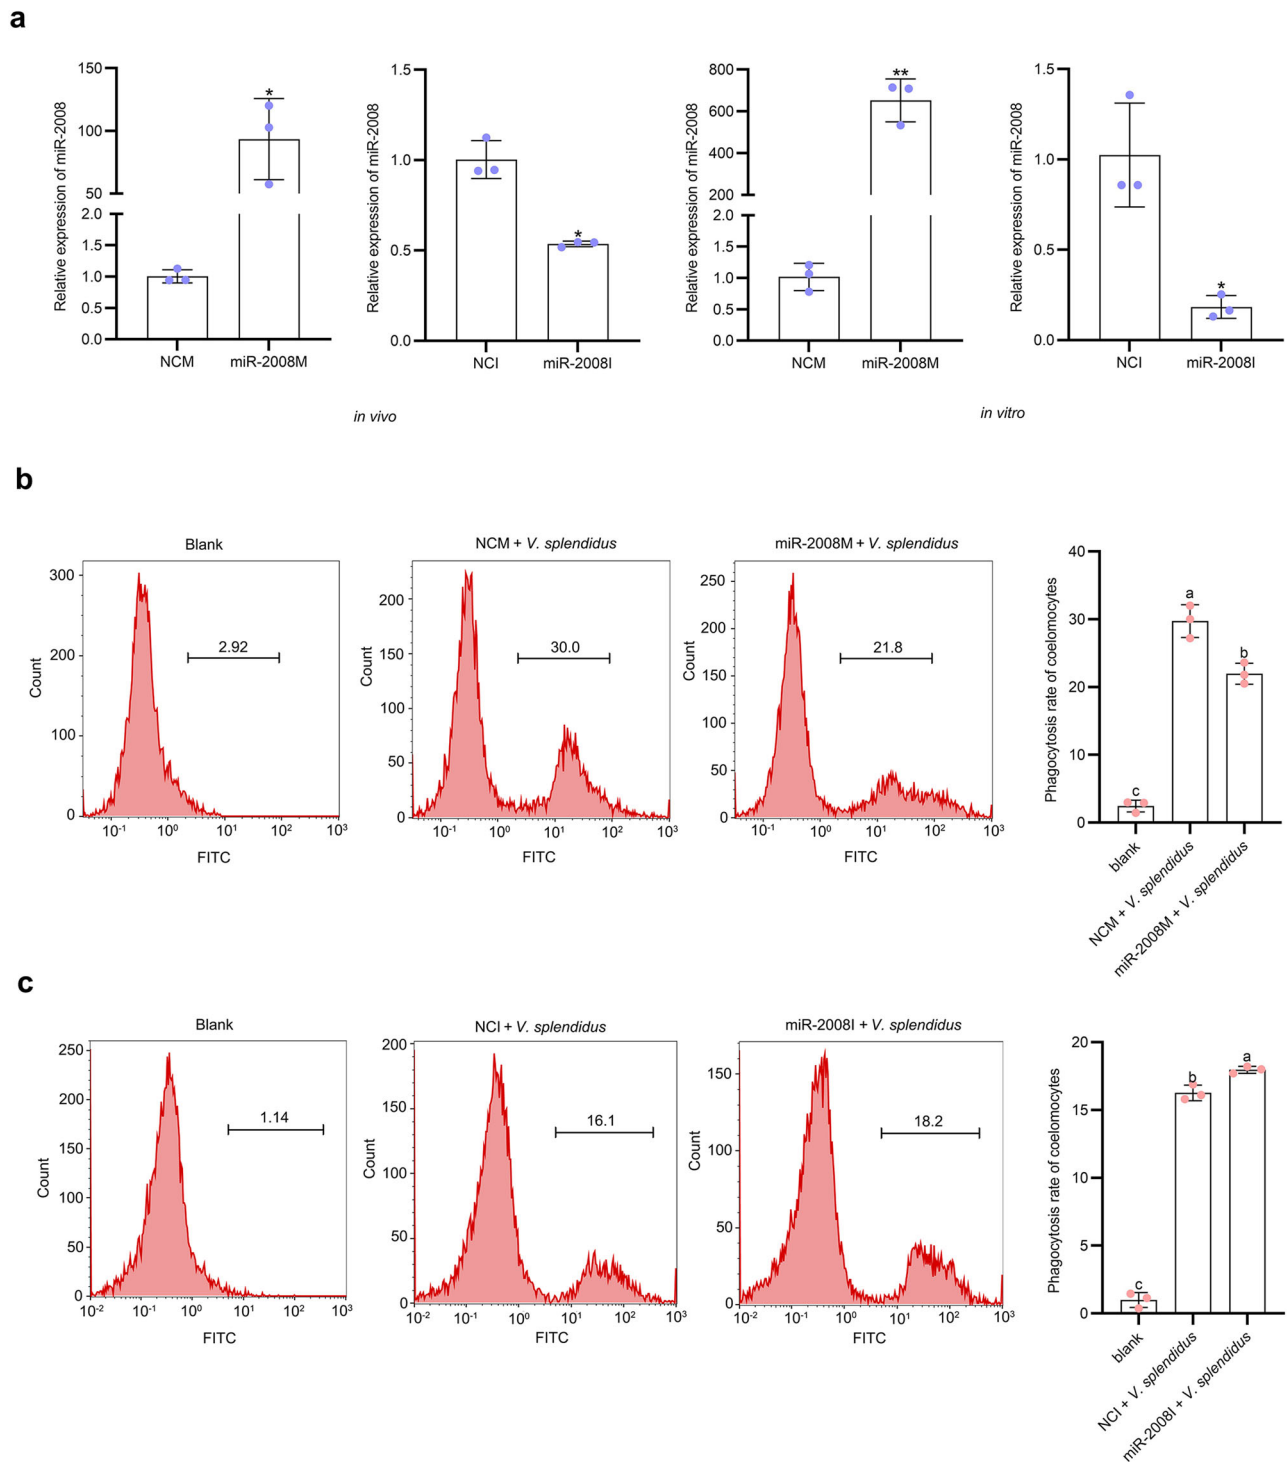 a
150
100
50
2.0
1.5
1.0
0.5
0.0
Relative expression of miR-2008
*
NCM
miR-2008M
1.5
1.0
0.5
0.0
Relative expression of miR-2008
*
NCI
miR-2008I
in vivo
800
600
400
200
2.0
1.5
1.0
0.5
0.0
Relative expression of miR-2008
**
NCM
miR-2008M
1.5
1.0
0.5
0.0
Relative expression of miR-2008
*
NCI
miR-2008I
in vitro
b
Blank
300
200
100
0
Count
2.92
10-1 100 101 102 103
FITC
NCM + V. splendidus
200
150
100
50
0
Count
30.0
10-1 100 101 102 103
FITC
miR-2008M + V. splendidus
250
200
150
100
50
0
Count
21.8
10-1 100 101 102 103
FITC
40
30
20
10
0
Phagocytosis rate of coelomocytes
c
a
b
blank
NCM + V. splendidus
miR-2008M + V. splendidus
c
Blank
250
200
150
100
50
0
Count
1.14
10-2 10-1 100 101 102 103
FITC
NCI + V. splendidus
200
150
100
50
0
Count
16.1
10-2 10-1 100 101 102 103
FITC
miR-2008I + V. splendidus
150
100
50
0
Count
18.2
10-2 10-1 100 101 102 103
FITC
20
15
10
5
0
Phagocytosis rate of coelomocytes
c
b
a
blank
NCI + V. splendidus
miR-2008I + V. splendidus